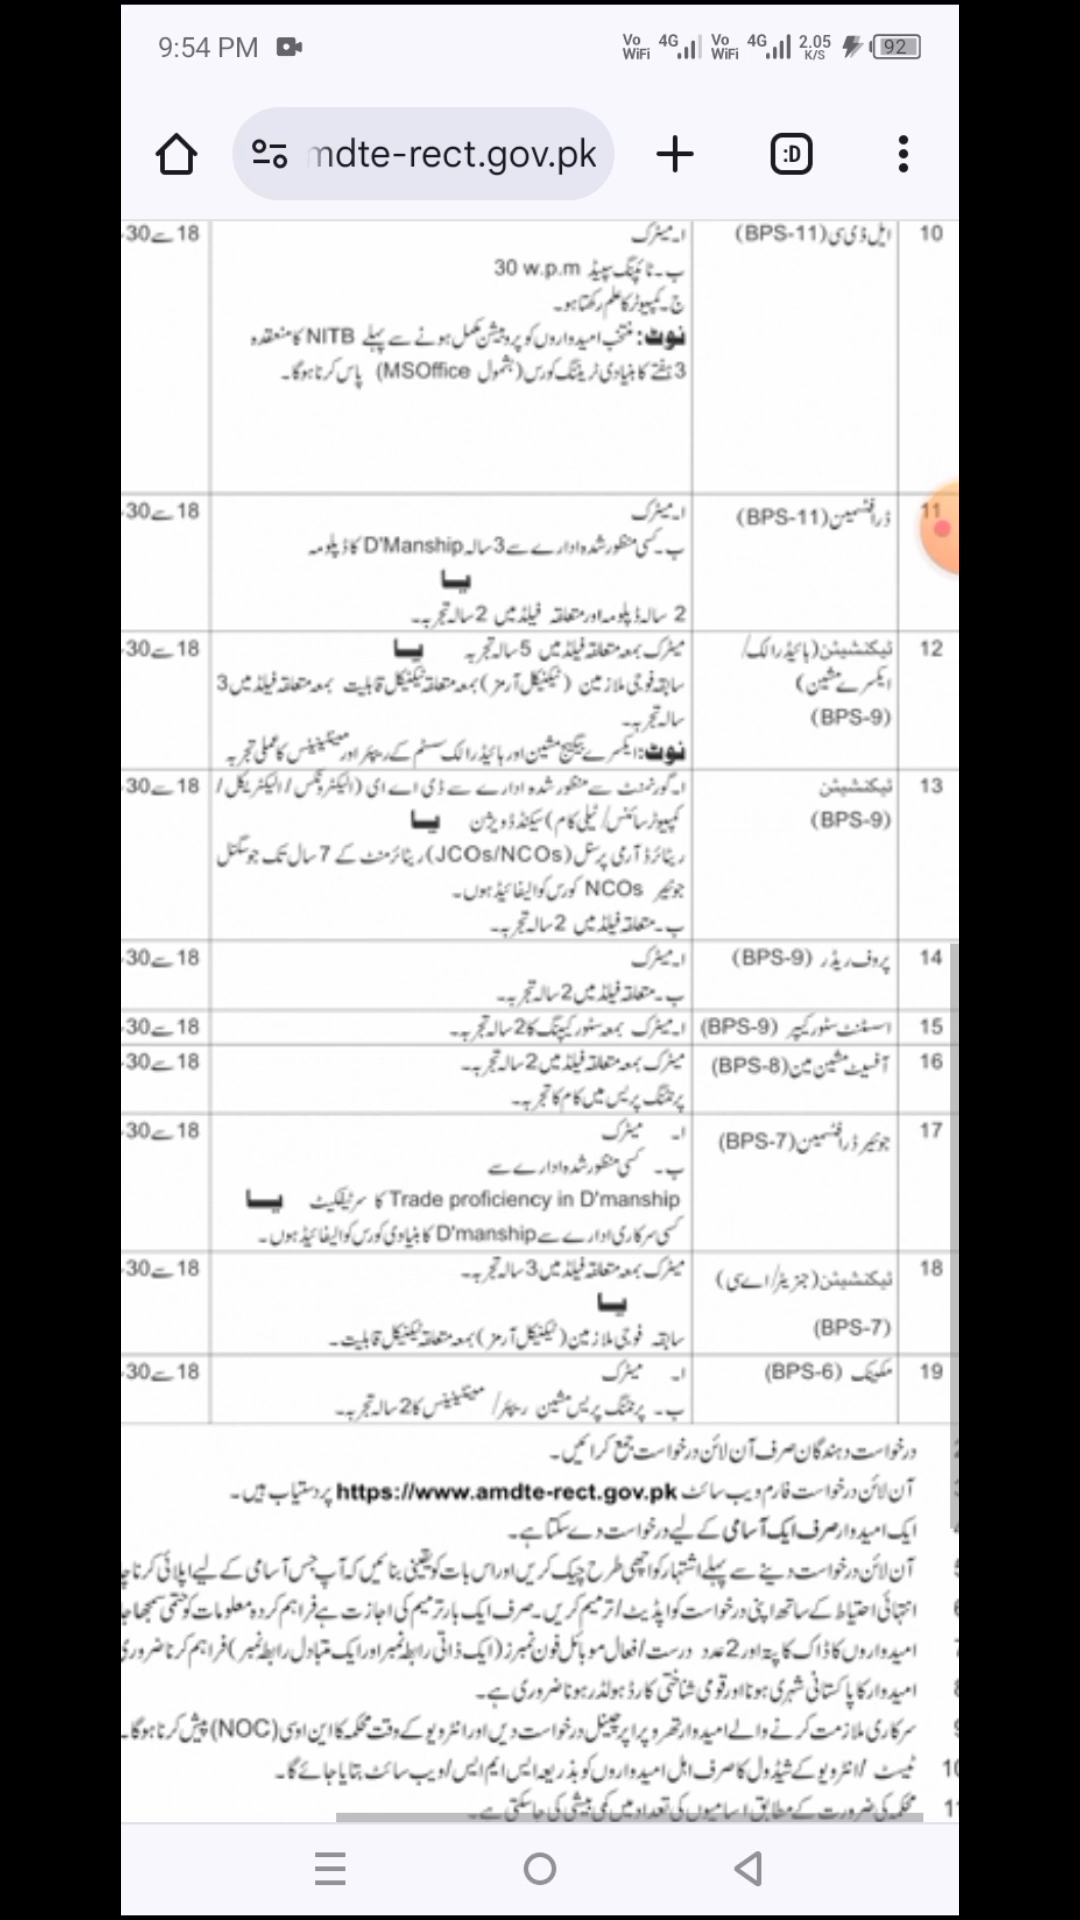 9:54 PM
Vo WiFi 4G Vo WiFi 4G 2.05 K/S 92
mdte-rect.gov.pk
:D
10 ایل ڈی سی (BPS-11) ا۔میٹرک 18 سے 30
ب۔ٹائپنگ سپیڈ 30 w.p.m
ج۔کمپیوٹر کا علم رکھتا ہو۔
نوٹ: منتخب امیدواروں کو پروبیشن مکمل ہونے سے پہلے NITB کا منعقدہ
3 ہفتے کا بنیادی ٹریننگ کورس (بشمول MSOffice) پاس کرنا ہوگا۔
11 ڈرافٹسمین (BPS-11) ا۔میٹرک 18 سے 30
ب۔کسی منظور شدہ ادارے سے 3 سالہ D'Manship کا ڈپلومہ
یا
2 سالہ ڈپلومہ اور متعلقہ فیلڈ میں 2 سالہ تجربہ۔
12 ٹیکنیشین (ہائیڈرالک/ میٹرک بمعہ متعلقہ فیلڈ میں 5 سالہ تجربہ یا 18 سے 30
ایکسرے مشین) سابقہ فوجی ملازمین (ٹیکنیکل آرمز) بمعہ متعلقہ ٹیکنیکل قابلیت بمعہ متعلقہ فیلڈ میں 3
(BPS-9) سالہ تجربہ۔
نوٹ: ایکسرے بیگیج مشین اور ہائیڈرالک سسٹم کے ریپئر اور مینٹیننس کا عملی تجربہ
13 ٹیکنیشین ا۔گورنمنٹ سے منظور شدہ ادارے سے ڈی اے ای (الیکٹرونکس/الیکٹریکل/ 18 سے 30
(BPS-9) کمپیوٹر سائنس/ٹیلی کام) سیکنڈ ڈویژن یا
ریٹائرڈ آرمی پرسنل (JCOs/NCOs) ریٹائرمنٹ کے 7 سال تک جو سگنل
جونیئر NCOs کورس کوالیفائیڈ ہوں۔
ب۔متعلقہ فیلڈ میں 2 سالہ تجربہ۔
14 پروف ریڈر (BPS-9) ا۔میٹرک 18 سے 30
ب۔متعلقہ فیلڈ میں 2 سالہ تجربہ۔
15 اسسٹنٹ سٹور کیپر (BPS-9) ا۔میٹرک بمعہ سٹور کیپنگ کا 2 سالہ تجربہ۔ 18 سے 30
16 آفسیٹ مشین مین (BPS-8) میٹرک بمعہ متعلقہ فیلڈ میں 2 سالہ تجربہ۔ 18 سے 30
پرنٹنگ پریس میں کام کا تجربہ۔
17 جونیئر ڈرافٹسمین (BPS-7) ا۔ میٹرک 18 سے 30
ب۔ کسی منظور شدہ ادارے سے
Trade proficiency in D'manship کا سرٹیفکیٹ یا
کسی سرکاری ادارے سے D'manship کا بنیادی کورس کوالیفائیڈ ہوں۔
18 ٹیکنیشین (جنریٹر/اے سی) میٹرک بمعہ متعلقہ فیلڈ میں 3 سالہ تجربہ۔ 18 سے 30
یا
(BPS-7) سابقہ فوجی ملازمین (ٹیکنیکل آرمز) بمعہ متعلقہ ٹیکنیکل قابلیت۔
19 مکینک (BPS-6) ا۔ میٹرک 18 سے 30
ب۔ پرنٹنگ پریس مشین ریپئر/ مینٹیننس کا 2 سالہ تجربہ۔
درخواست دہندگان صرف آن لائن درخواست جمع کرائیں۔
آن لائن درخواست فارم ویب سائٹ https://www.amdte-rect.gov.pk پر دستیاب ہیں۔
ایک امیدوار صرف ایک آسامی کے لیے درخواست دے سکتا ہے۔
آن لائن درخواست دینے سے پہلے اشتہار کو اچھی طرح چیک کریں اور اس بات کو یقینی بنائیں کہ آپ جس آسامی کے لیے اپلائی کرنا
انتہائی احتیاط کے ساتھ اپنی درخواست کو اپڈیٹ/ترمیم کریں۔صرف ایک بار ترمیم کی اجازت ہے فراہم کردہ معلومات کو حتمی سمجھا
امیدواروں کا ڈاک کا پتہ اور 2 عدد درست/فعال موبائل فون نمبرز (ایک ذاتی رابطہ نمبر اور ایک متبادل رابطہ نمبر) فراہم کرنا ضروری
امیدوار کا پاکستانی شہری ہونا اور قومی شناختی کارڈ ہولڈر ہونا ضروری ہے۔
سرکاری ملازمت کرنے والے امیدوار تھرو پراپر چینل درخواست دیں اور انٹرویو کے وقت محکمہ کا این او سی (NOC) پیش کرنا ہوگا۔
10 ٹیسٹ /انٹرویو کے شیڈول کا صرف اہل امیدواروں کو بذریعہ ایس ایم ایس/ویب سائٹ بتایا جائے گا۔
11 محکمہ کی ضرورت کے مطابق اسامیوں کی تعداد میں کمی بیشی کی جا سکتی ہے۔